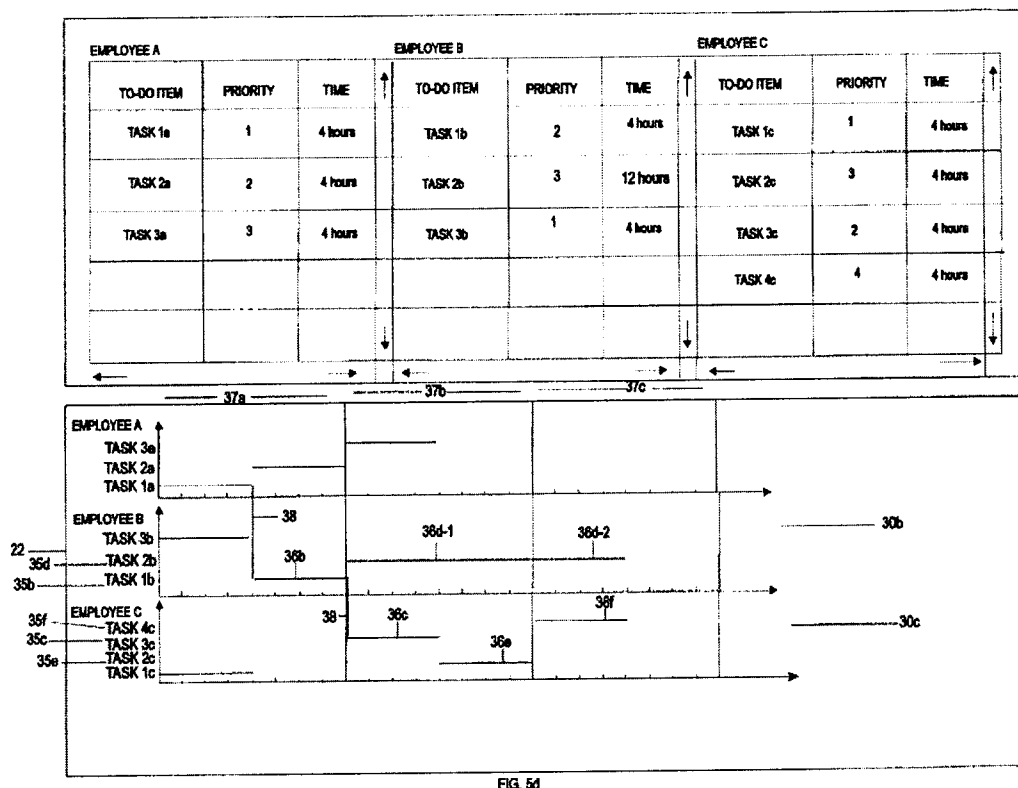 EMPLOYEE A EMPLOYEE B EMPLOYEE C
TO-DO ITEM PRIORITY TIME TO-DO ITEM PRIORITY TIME TO-DO ITEM PRIORITY TIME
TASK 1a 1 4 hours TASK 1b 2 4 hours TASK 1c 1 4 hours
TASK 2a 2 4 hours TASK 2b 3 12 hours TASK 2c 3 4 hours
TASK 3a 3 4 hours TASK 3b 1 4 hours TASK 3c 2 4 hours
TASK 4c 4 4 hours
37a 37b 37c
EMPLOYEE A
TASK 3a
TASK 2a
TASK 1a
EMPLOYEE B 38 36d-1 36d-2 30b
TASK 3b
22 36b
35d TASK 2b
35b TASK 1b
EMPLOYEE C 38 36c 36f
35f TASK 4c 30c
35c TASK 3c
35e TASK 2c 36e
TASK 1c
FIG. 5d